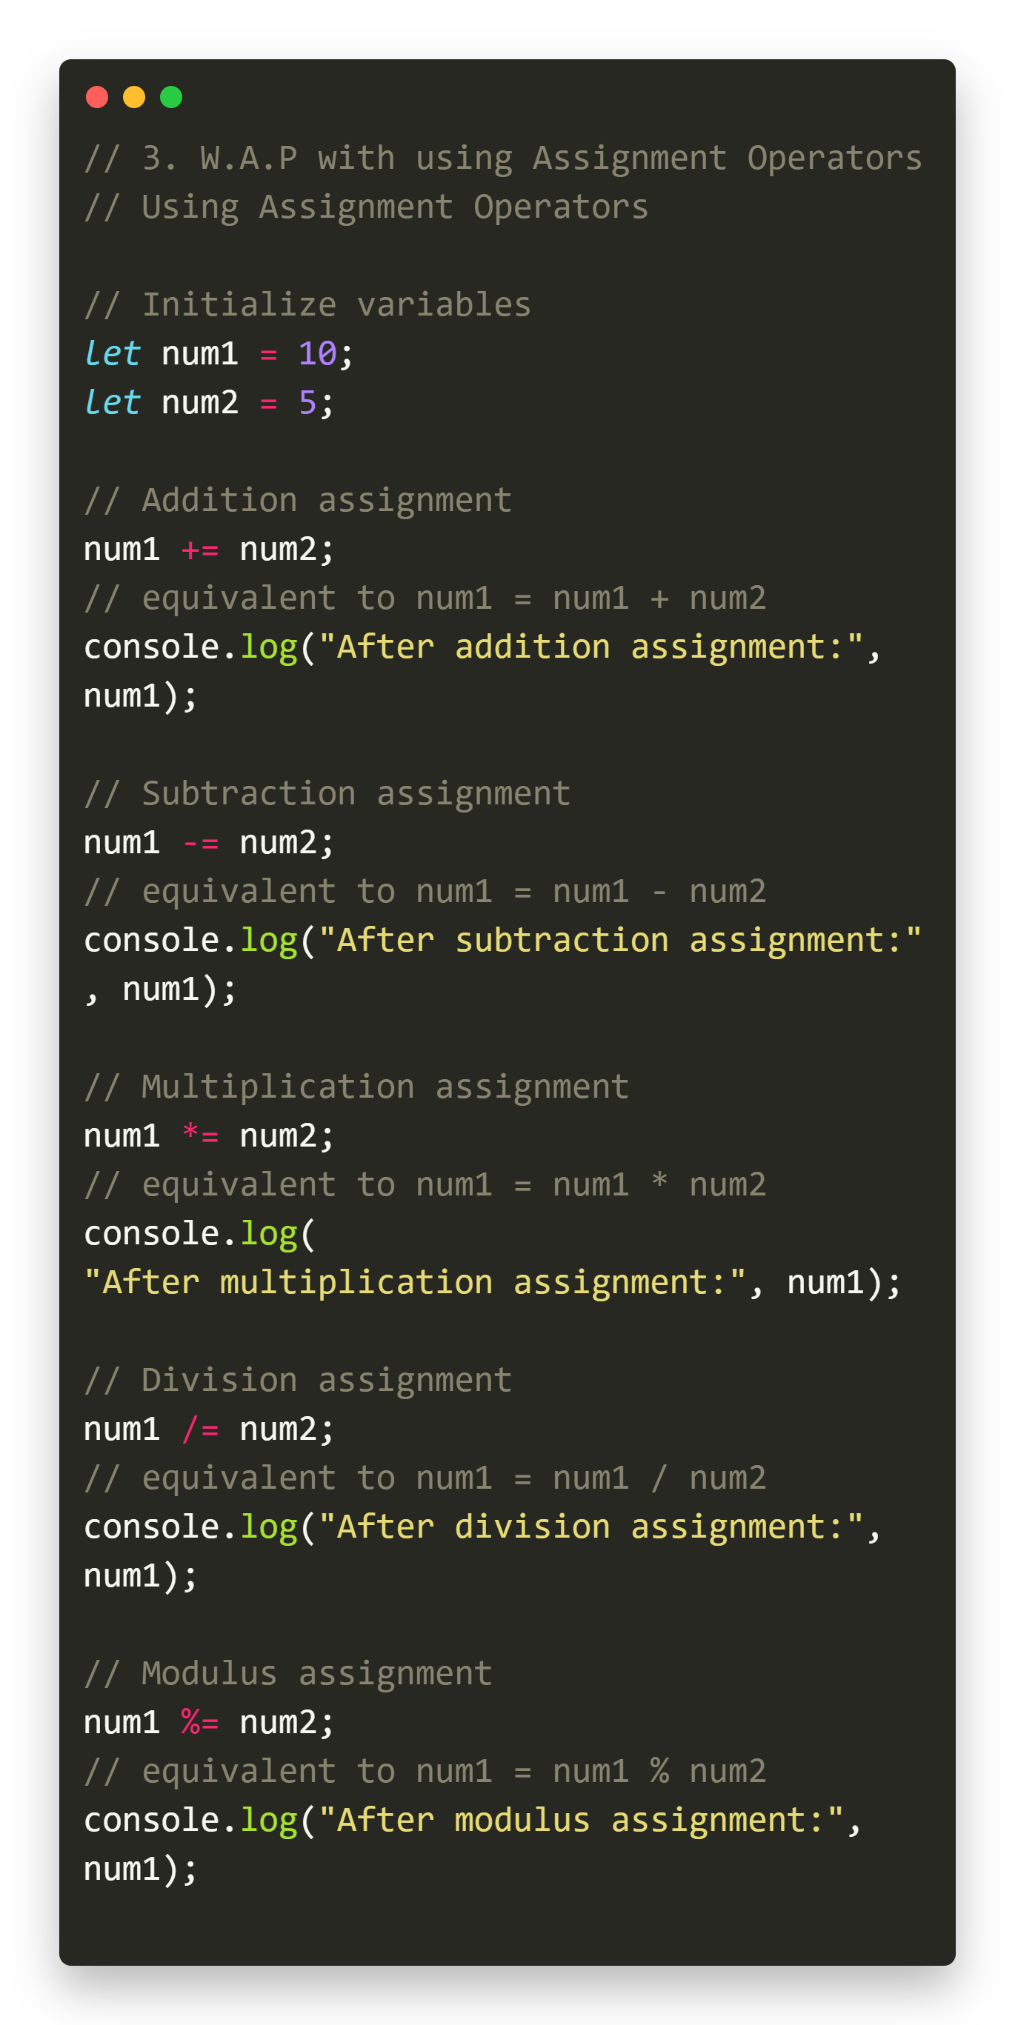 // 3. W.A.P with using Assignment Operators
// Using Assignment Operators
// Initialize variables
let num1 = 10;
let num2 = 5;
// Addition assignment
num1 += num2;
// equivalent to num1 = num1 + num2
console.log("After addition assignment:",
num1);
// Subtraction assignment
num1 -= num2;
// equivalent to num1 = num1 - num2
console.log("After subtraction assignment:"
, num1);
// Multiplication assignment
num1 *= num2;
// equivalent to num1 = num1 * num2
console.log(
"After multiplication assignment:", num1);
// Division assignment
num1 /= num2;
// equivalent to num1 = num1 / num2
console.log("After division assignment:",
num1);
// Modulus assignment
num1 %= num2;
// equivalent to num1 = num1 % num2
console.log("After modulus assignment:",
num1);